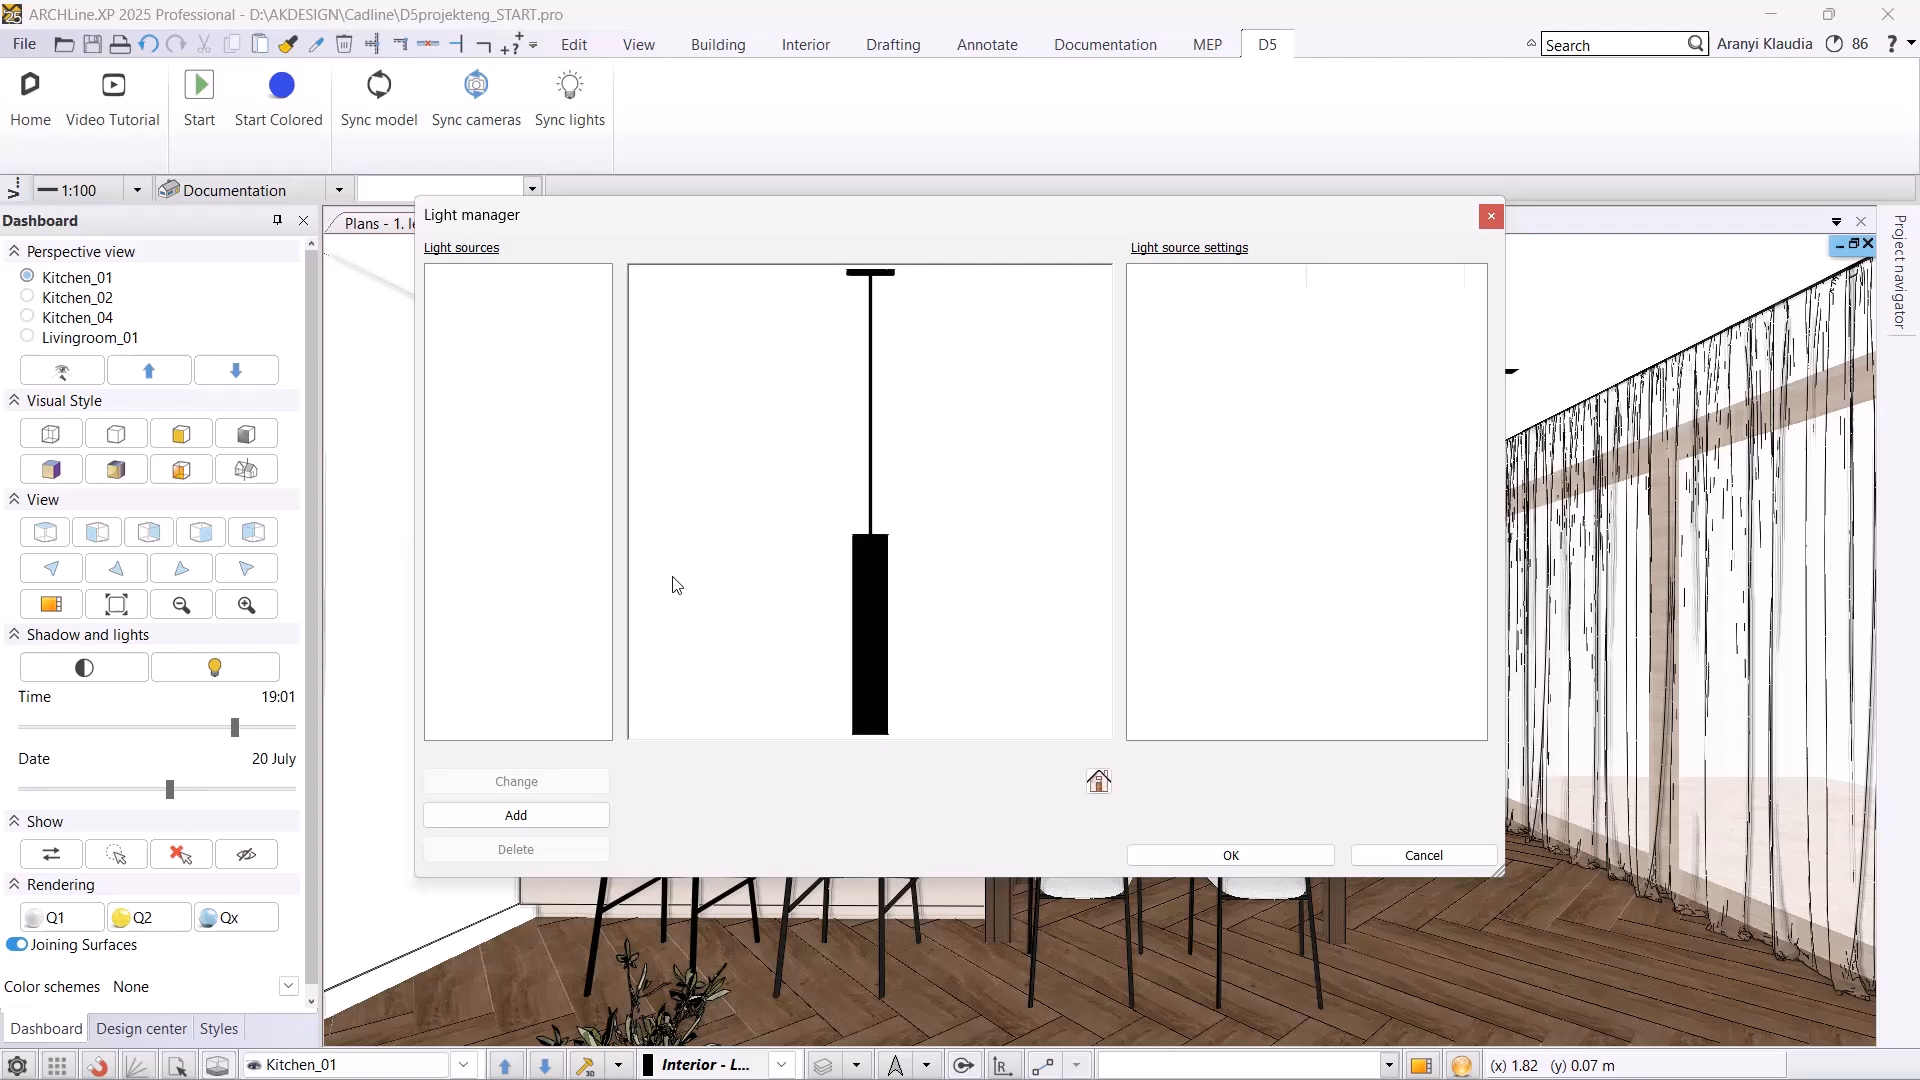 25 ARCHLine.XP 2025 Professional - D:\AKDESIGN\Cadline\D5projekteng_START.pro
File Edit View Building Interior Drafting Annotate Documentation MEP D5 Search Aranyi Klaudia 86 ?
Home Video Tutorial Start Start Colored Sync model Sync cameras Sync lights
1:100 Documentation
Dashboard
Plans - 1. le
Light manager
Light sources
Light source settings
Project navigator
Perspective view
Kitchen_01
Kitchen_02
Kitchen_04
Livingroom_01
Visual Style
View
Shadow and lights
Time 19:01
Date 20 July
Show
Rendering
Q1 Q2 Qx
Joining Surfaces
Color schemes None
Change
Add
Delete
OK Cancel
Dashboard Design center Styles
Kitchen_01 Interior - L... (x) 1.82 (y) 0.07 m